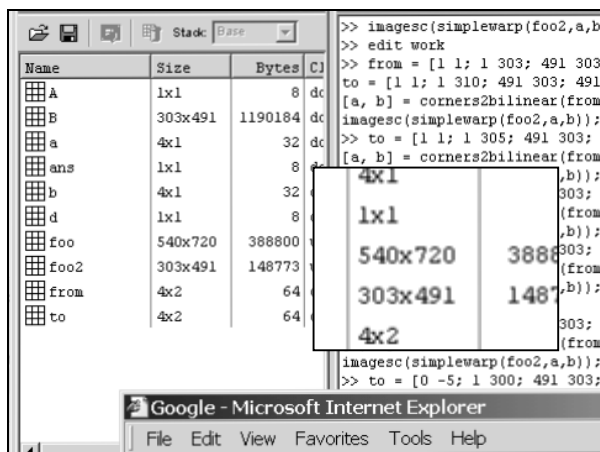 Stack: Base
Name Size Bytes Cl
A 1x1 8 do
B 303x491 1190184 do
a 4x1 32 do
ans 1x1 8 d
b 4x1 32 d
d 1x1 8 d
foo 540x720 388800
foo2 303x491 148773
from 4x2 64
to 4x2 64
4x1
1x1
540x720 3888
303x491 1487
4x2
>> imagesc(simplewarp(foo2,a,b
>> edit work
>> from = [1 1; 1 303; 491 303
to = [1 1; 1 310; 491 303; 491
[a, b] = corners2bilinear(from
imagesc(simplewarp(foo2,a,b));
>> to = [1 1; 1 305; 491 303;
[a, b] = corners2bilinear(from
,b));
303;
(from
,b));
303;
(from
,b));
303;
(from
imagesc(simplewarp(foo2,a,b));
>> to = [0 -5; 1 300; 491 303;
Google - Microsoft Internet Explorer
File Edit View Favorites Tools Help